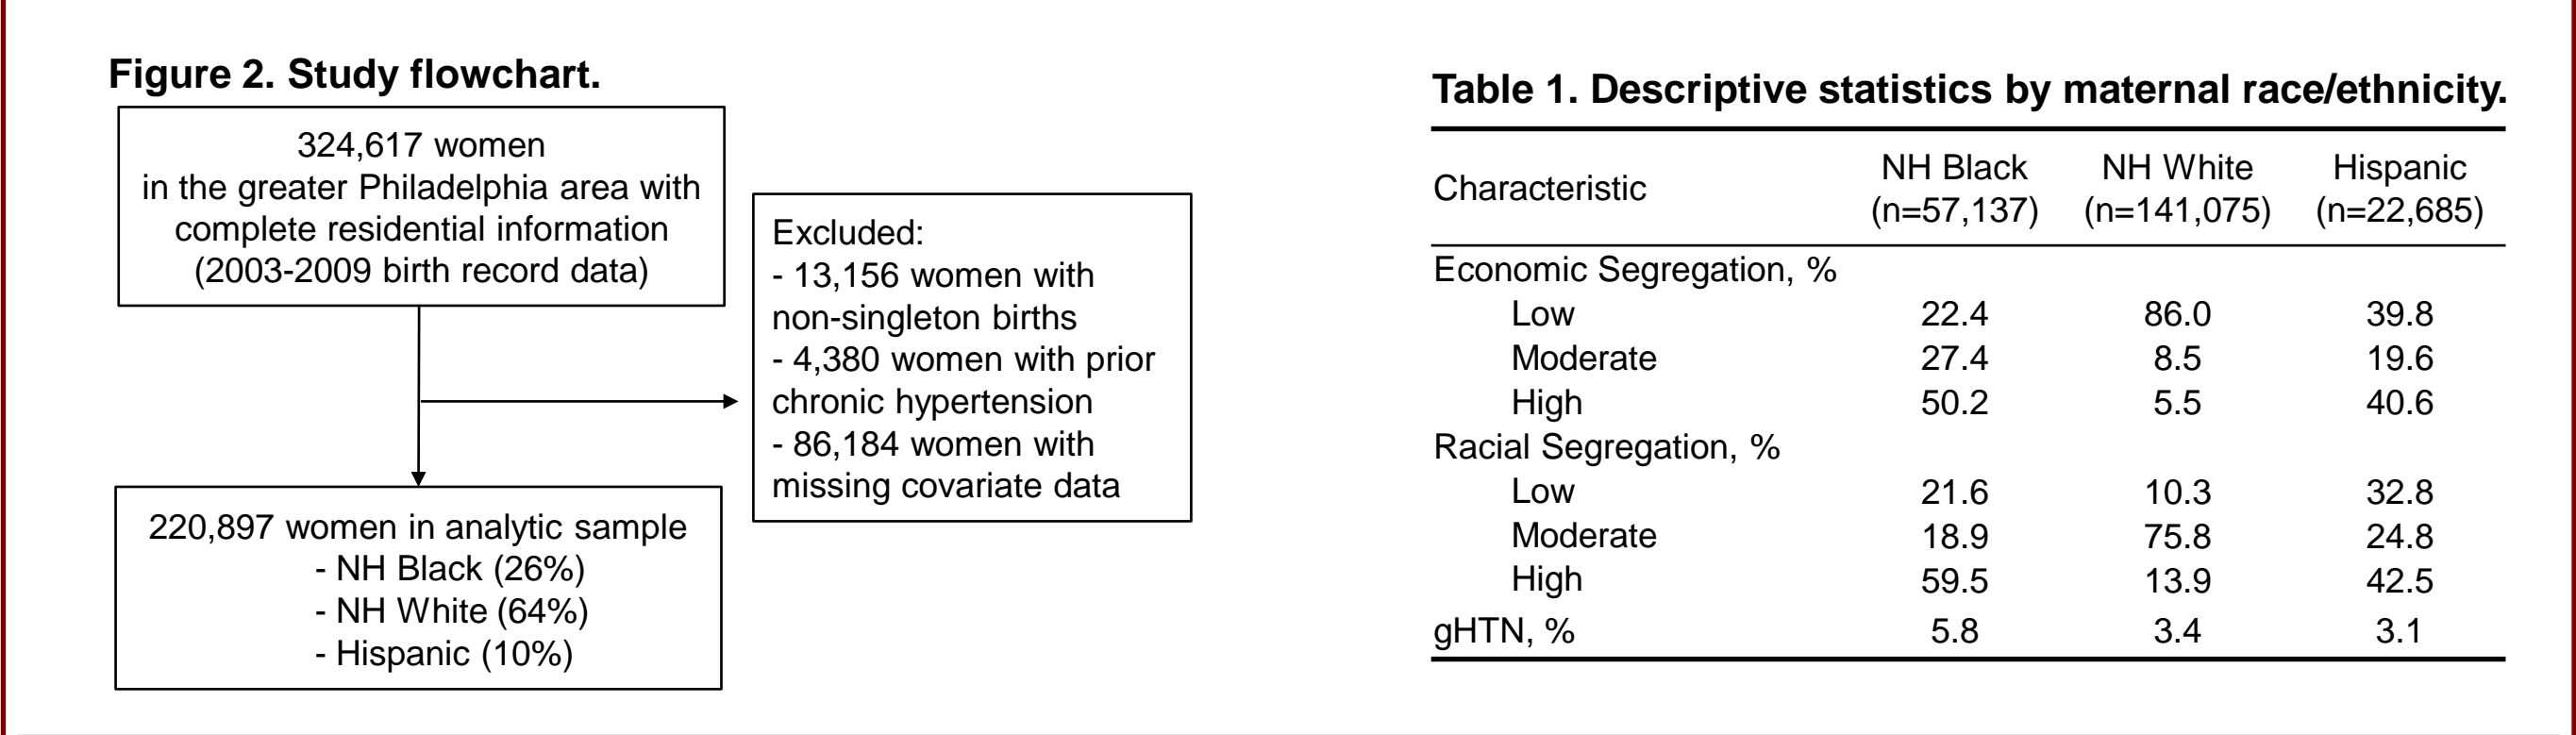 Figure 2. Study flowchart.
324,617 women
in the greater Philadelphia area with
complete residential information
(2003-2009 birth record data)
Excluded:
- 13,156 women with
non-singleton births
- 4,380 women with prior
chronic hypertension
- 86,184 women with
missing covariate data
220,897 women in analytic sample
- NH Black (26%)
- NH White (64%)
- Hispanic (10%)
Table 1. Descriptive statistics by maternal race/ethnicity.
Characteristic NH Black (n=57,137) NH White (n=141,075) Hispanic (n=22,685)
Economic Segregation, %
Low 22.4 86.0 39.8
Moderate 27.4 8.5 19.6
High 50.2 5.5 40.6
Racial Segregation, %
Low 21.6 10.3 32.8
Moderate 18.9 75.8 24.8
High 59.5 13.9 42.5
gHTN, % 5.8 3.4 3.1